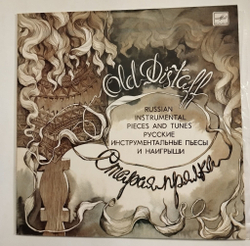 Old Distaff
RUSSIAN
INSTRUMENTAL
PIECES AND TUNES
РУССКИЕ
ИНСТРУМЕНТАЛЬНЫЕ ПЬЕСЫ
И НАИГРЫШИ
Старая прялка